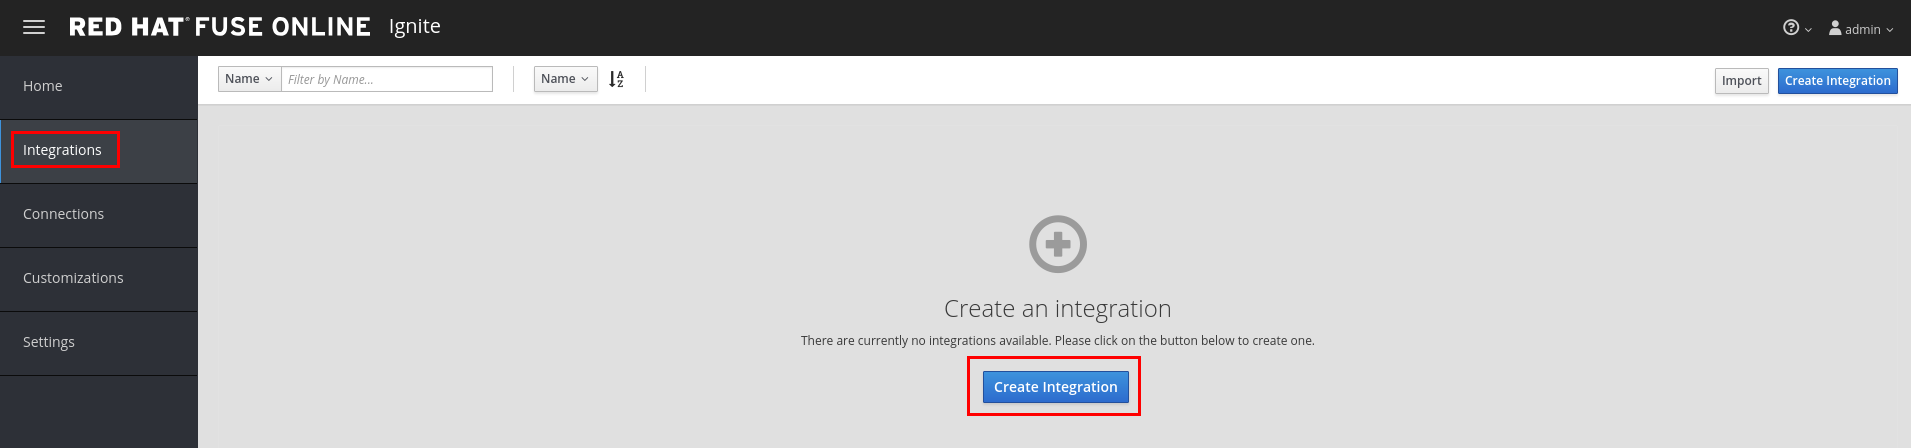 RED HAT® FUSE ONLINE Ignite
admin
Home
Integrations
Connections
Customizations
Settings
Name Filter by Name... Name A Z
Import Create Integration
Create an integration
There are currently no integrations available. Please click on the button below to create one.
Create Integration